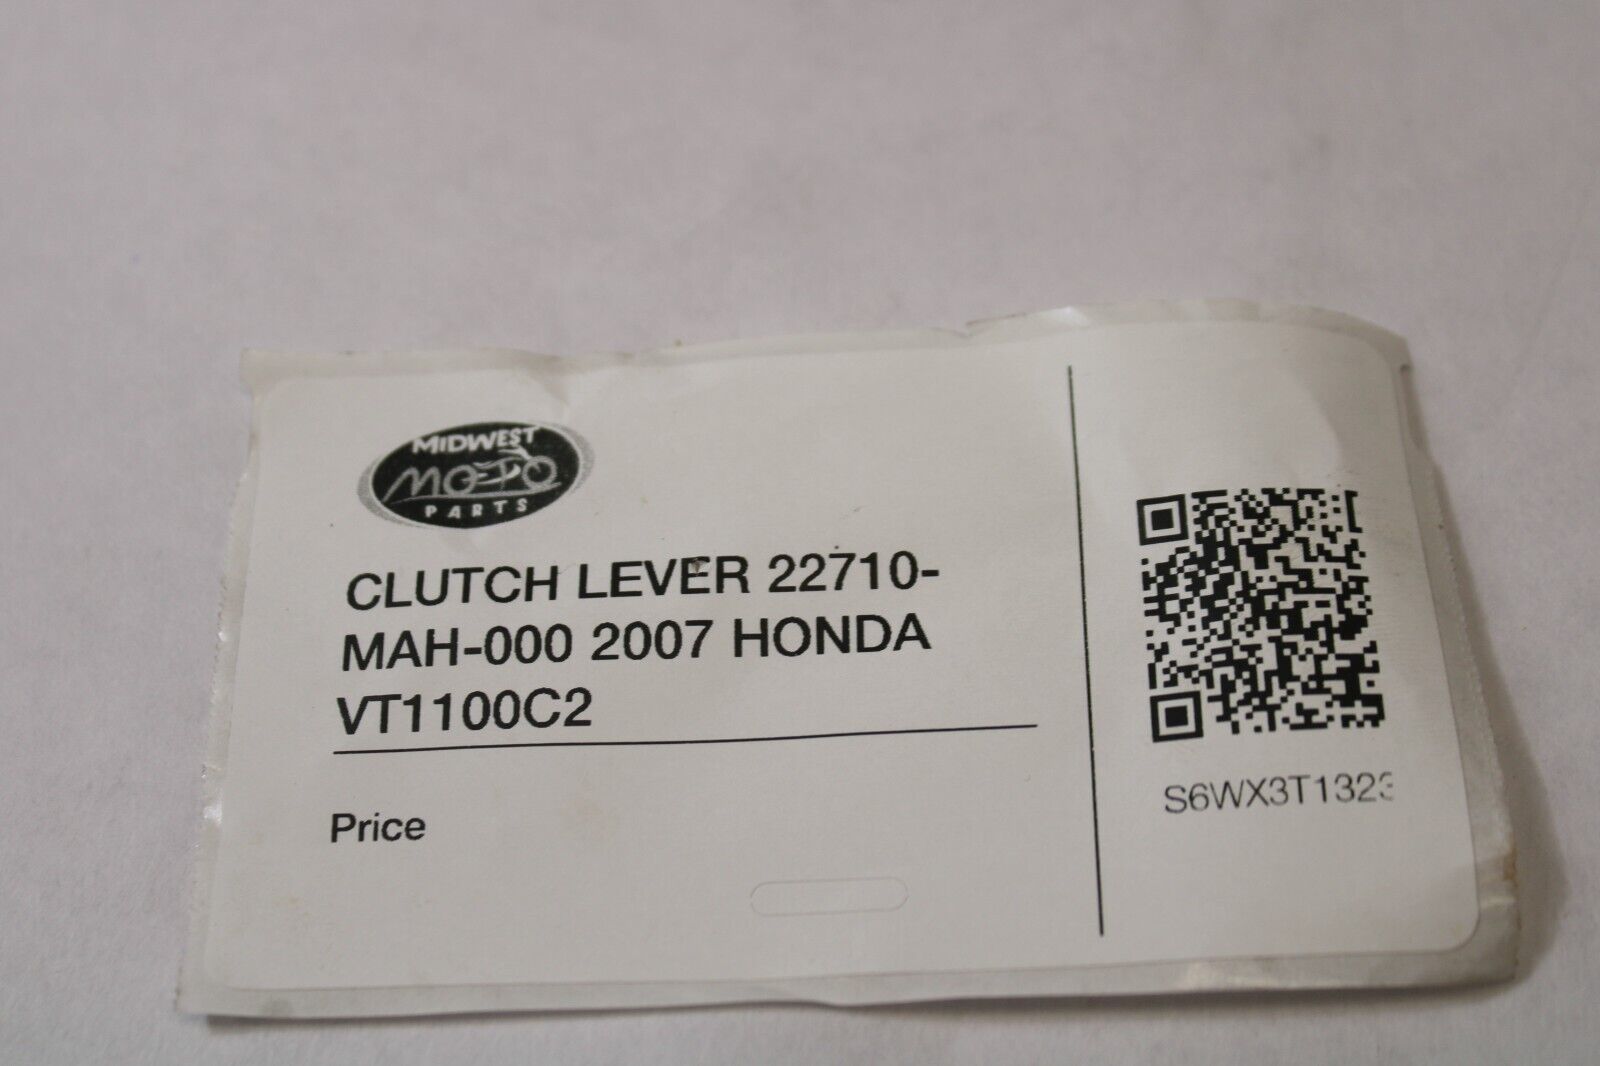 MIDWEST
MOTO
PARTS
CLUTCH LEVER 22710-
MAH-000 2007 HONDA
VT1100C2
Price
S6WX3T1323